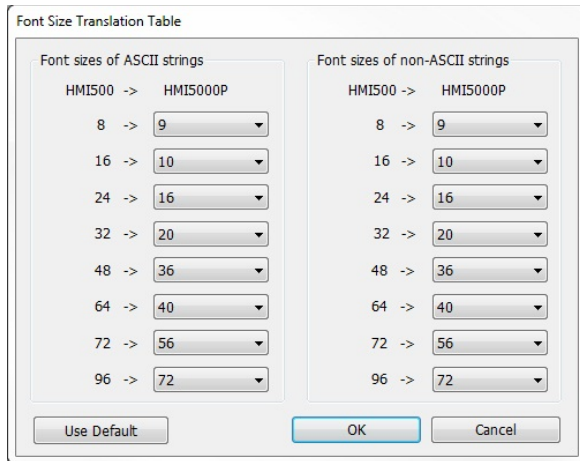 Font Size Translation Table
Font sizes of ASCII strings
HMI500 -> HMI5000P
8 -> 9
16 -> 10
24 -> 16
32 -> 20
48 -> 36
64 -> 40
72 -> 56
96 -> 72
Font sizes of non-ASCII strings
HMI500 -> HMI5000P
8 -> 9
16 -> 10
24 -> 16
32 -> 20
48 -> 36
64 -> 40
72 -> 56
96 -> 72
Use Default
OK
Cancel